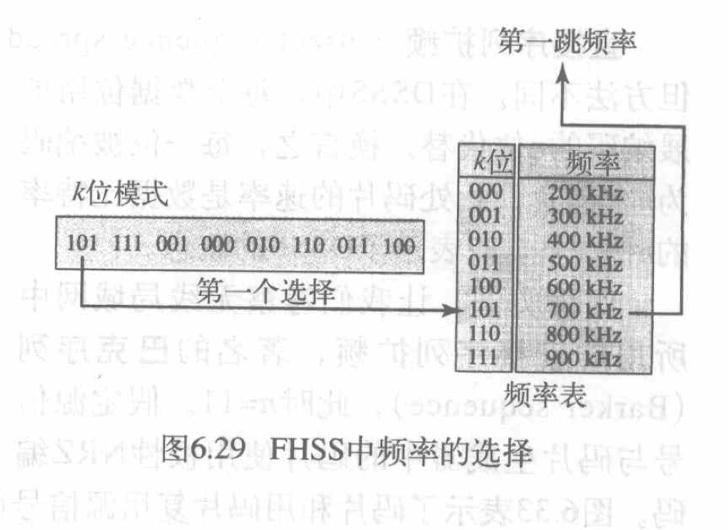 第一跳频率
k位 频率
000 200 kHz
001 300 kHz
010 400 kHz
011 500 kHz
100 600 kHz
101 700 kHz
110 800 kHz
111 900 kHz
频率表
k位模式
101 111 001 000 010 110 011 100
第一个选择
图6.29 FHSS中频率的选择